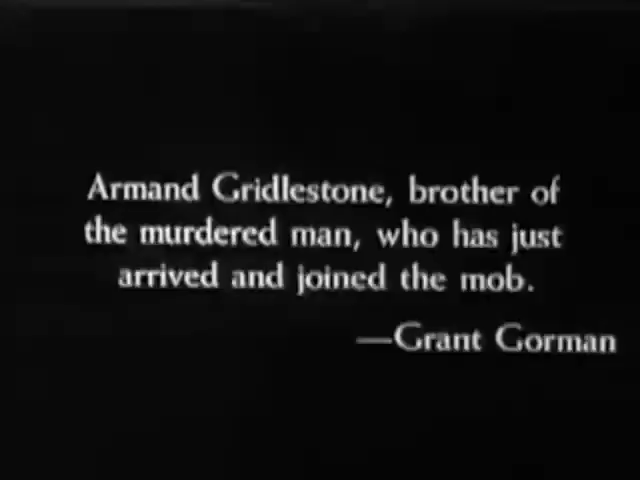 Armand Gridlestone, brother of
the murdered man, who has just
arrived and joined the mob.
—Grant Gorman